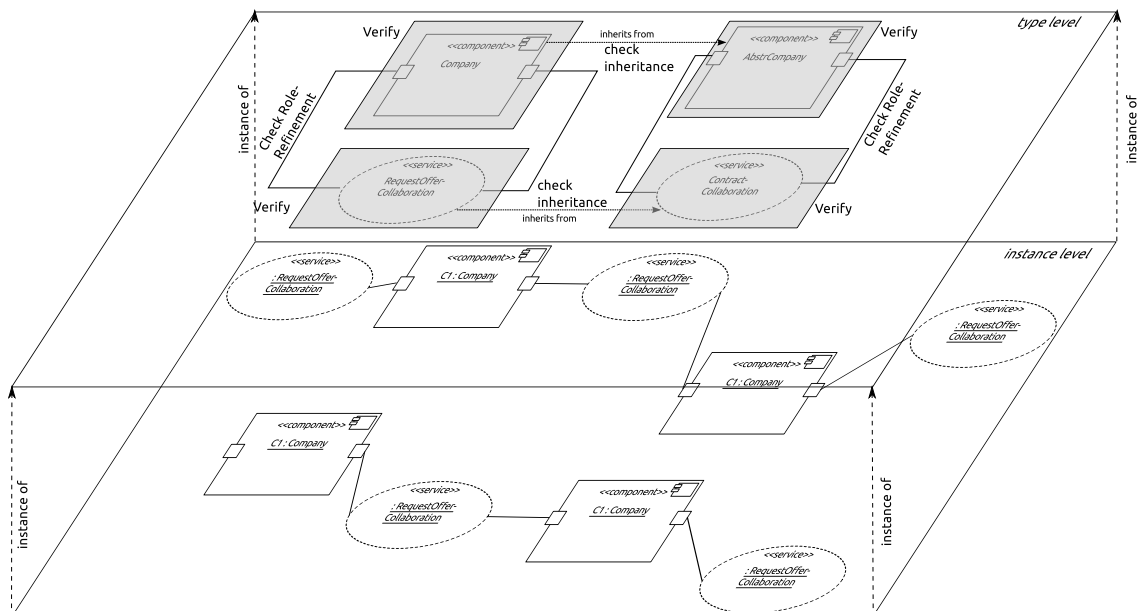 type level
Verify
<<component>>
Company
inherits from
check
inheritance
<<component>>
AbstrCompany
Verify
instance of
Check Role-
Refinement
Check Role-
Refinement
instance of
<<service>>
RequestOffer-
Collaboration
Verify
check
inheritance
inherits from
<<service>>
Contract-
Collaboration
Verify
instance level
<<service>>
: RequestOffer-
Collaboration
<<component>>
C1 : Company
<<service>>
: RequestOffer-
Collaboration
<<service>>
: RequestOffer-
Collaboration
<<component>>
C1 : Company
<<component>>
C1 : Company
<<service>>
: RequestOffer-
Collaboration
<<component>>
C1 : Company
<<service>>
: RequestOffer-
Collaboration
instance of
instance of